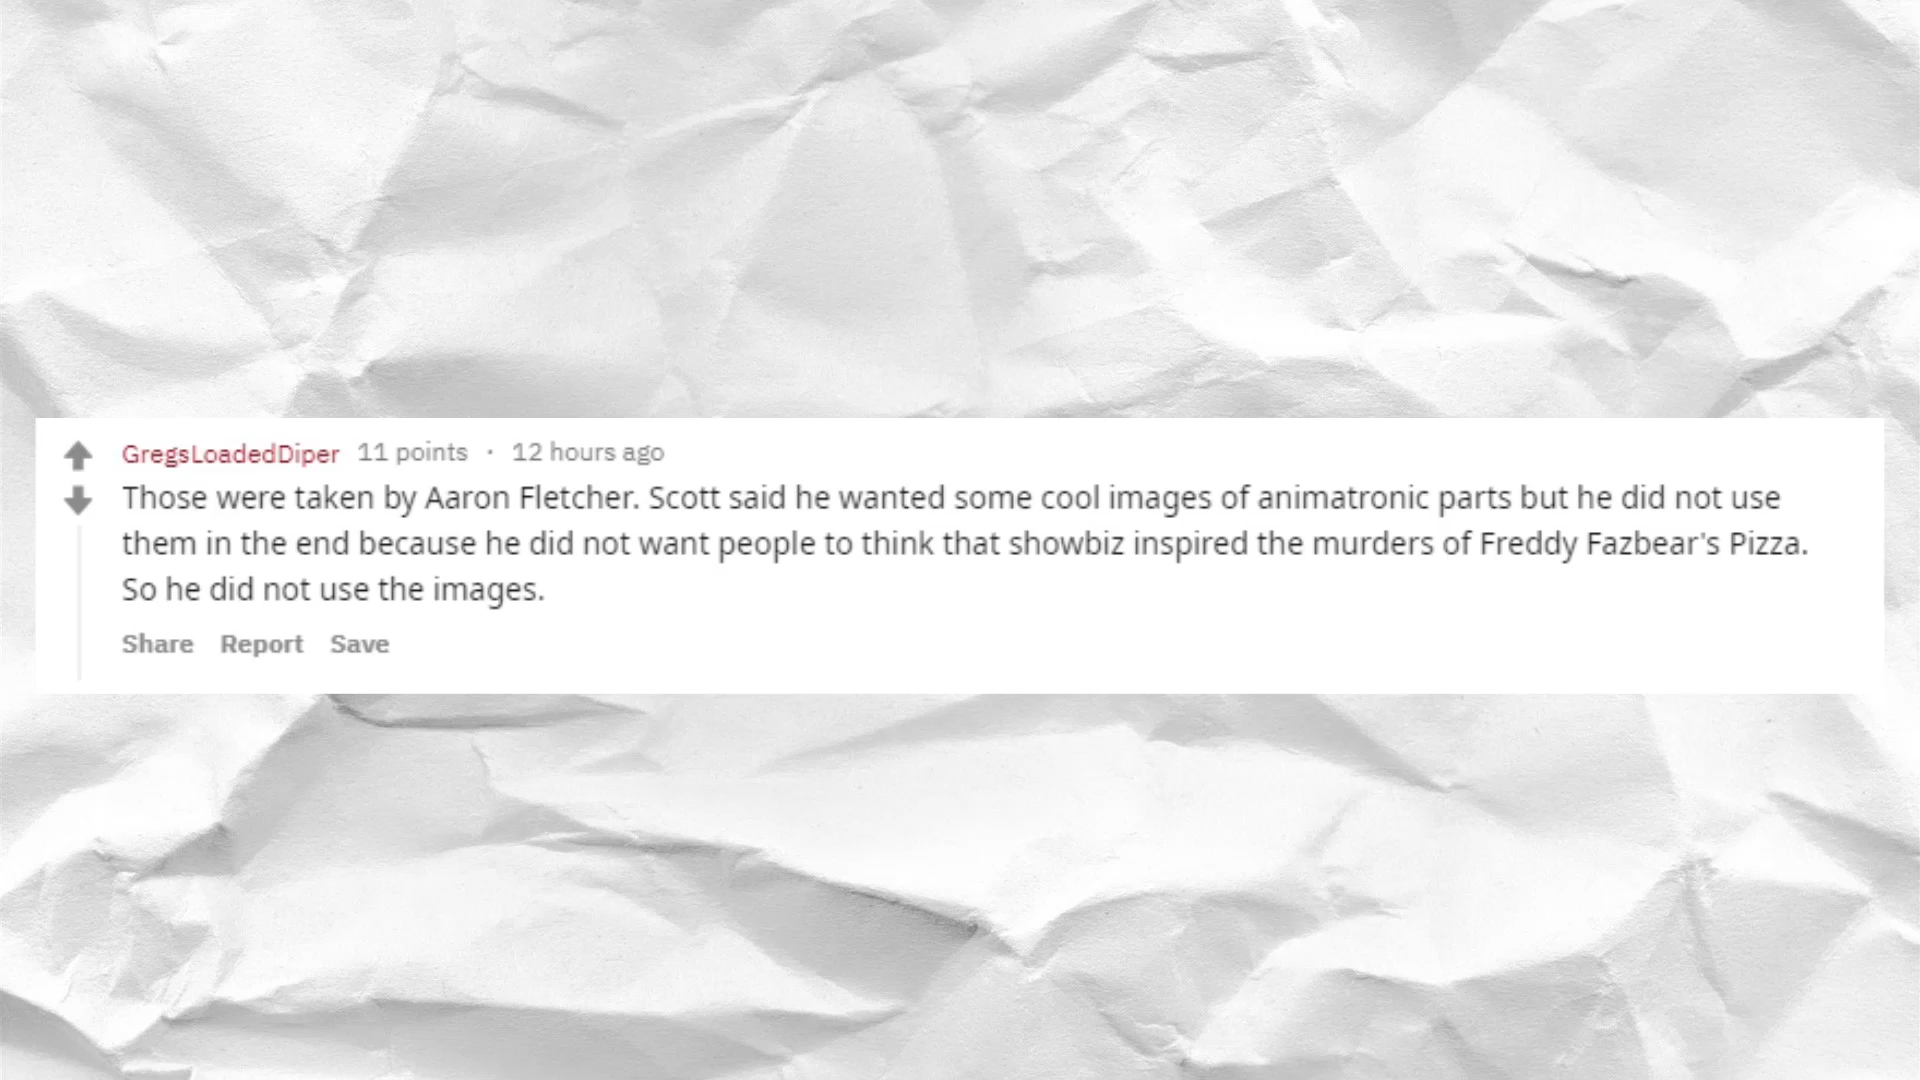 GregsLoadedDiper 11 points · 12 hours ago
Those were taken by Aaron Fletcher. Scott said he wanted some cool images of animatronic parts but he did not use
them in the end because he did not want people to think that showbiz inspired the murders of Freddy Fazbear's Pizza.
So he did not use the images.
Share Report Save